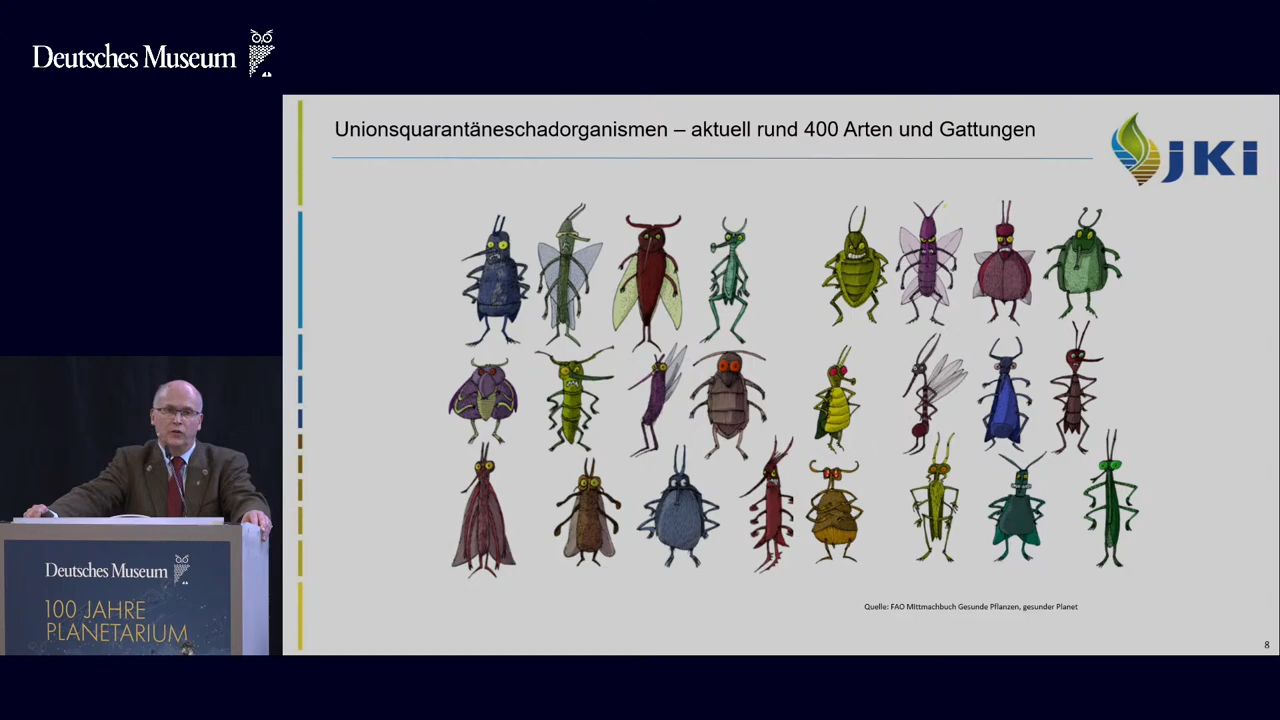 Deutsches Museum
Unionsquarantäneschadorganismen – aktuell rund 400 Arten und Gattungen
JKi
Quelle: FAO Mittmachbuch Gesunde Pflanzen, gesunder Planet
8
Deutsches Museum
100 JAHRE
PLANETARIUM